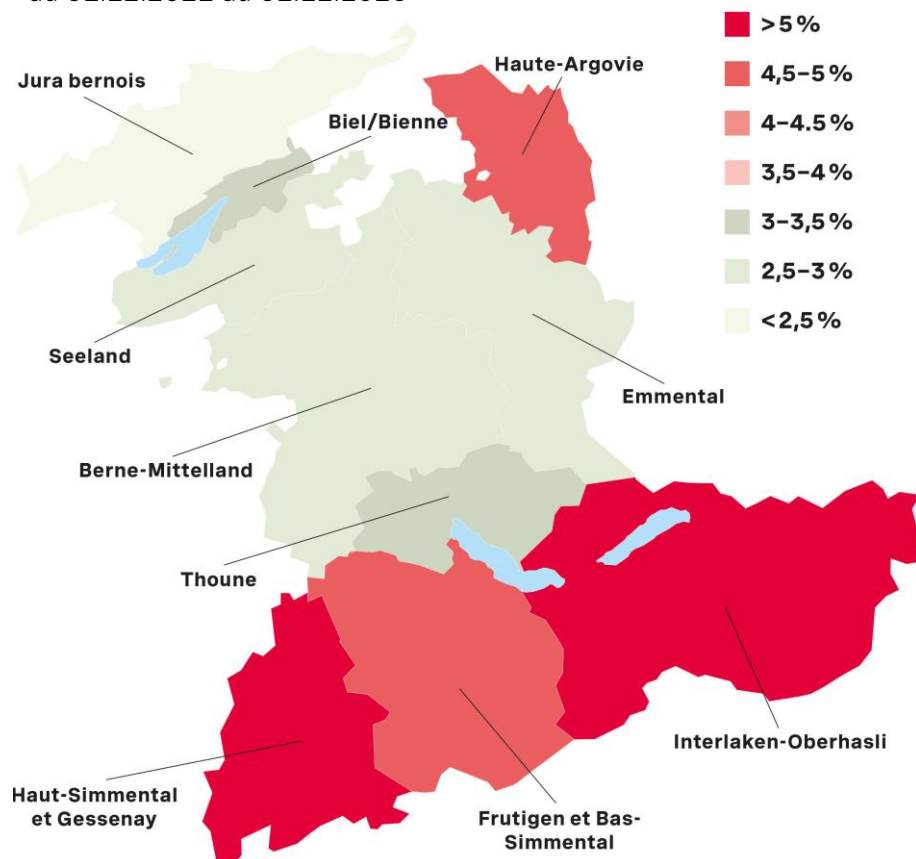 >5 %
Jura bernois
Haute-Argovie
4,5–5 %
4–4.5%
Biel/Bienne
3,5–4 %
3–3,5 %
2,5–3 %
<2,5 %
Seeland
Emmental
Berne-Mittelland
Thoune
Interlaken-Oberhasli
Haut-Simmental
et Gessenay
Frutigen et Bas-
Simmental